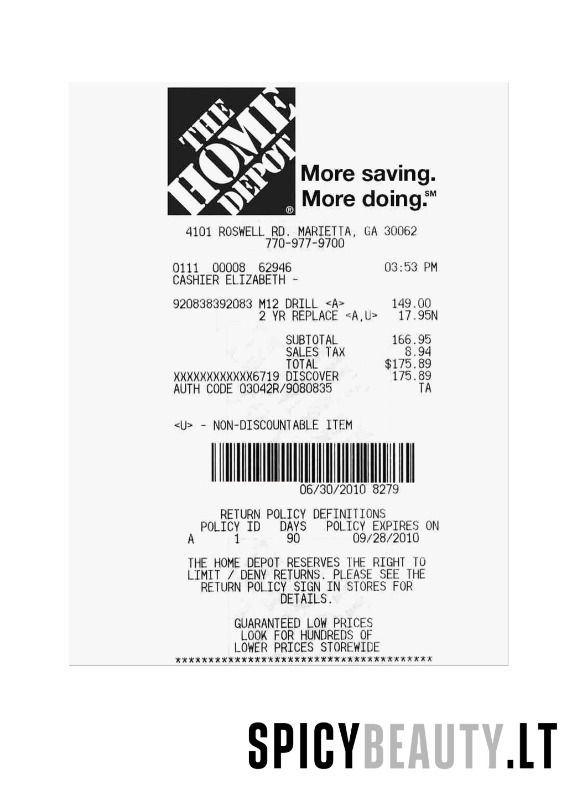 THE
HOME
DEPOT
®
More saving.
More doing.℠
4101 ROSWELL RD. MARIETTA, GA 30062
770-977-9700
0111 00008 62946 03:53 PM
CASHIER ELIZABETH -
920838392083 M12 DRILL <A> 149.00
2 YR REPLACE <A,U> 17.95N
SUBTOTAL 166.95
SALES TAX 8.94
TOTAL $175.89
XXXXXXXXXXXX6719 DISCOVER 175.89
AUTH CODE 03042R/9080835 TA
<U> - NON-DISCOUNTABLE ITEM
06/30/2010 8279
RETURN POLICY DEFINITIONS
POLICY ID DAYS POLICY EXPIRES ON
A 1 90 09/28/2010
THE HOME DEPOT RESERVES THE RIGHT TO
LIMIT / DENY RETURNS. PLEASE SEE THE
RETURN POLICY SIGN IN STORES FOR
DETAILS.
GUARANTEED LOW PRICES
LOOK FOR HUNDREDS OF
LOWER PRICES STOREWIDE
***************************************
SPICYBEAUTY.LT